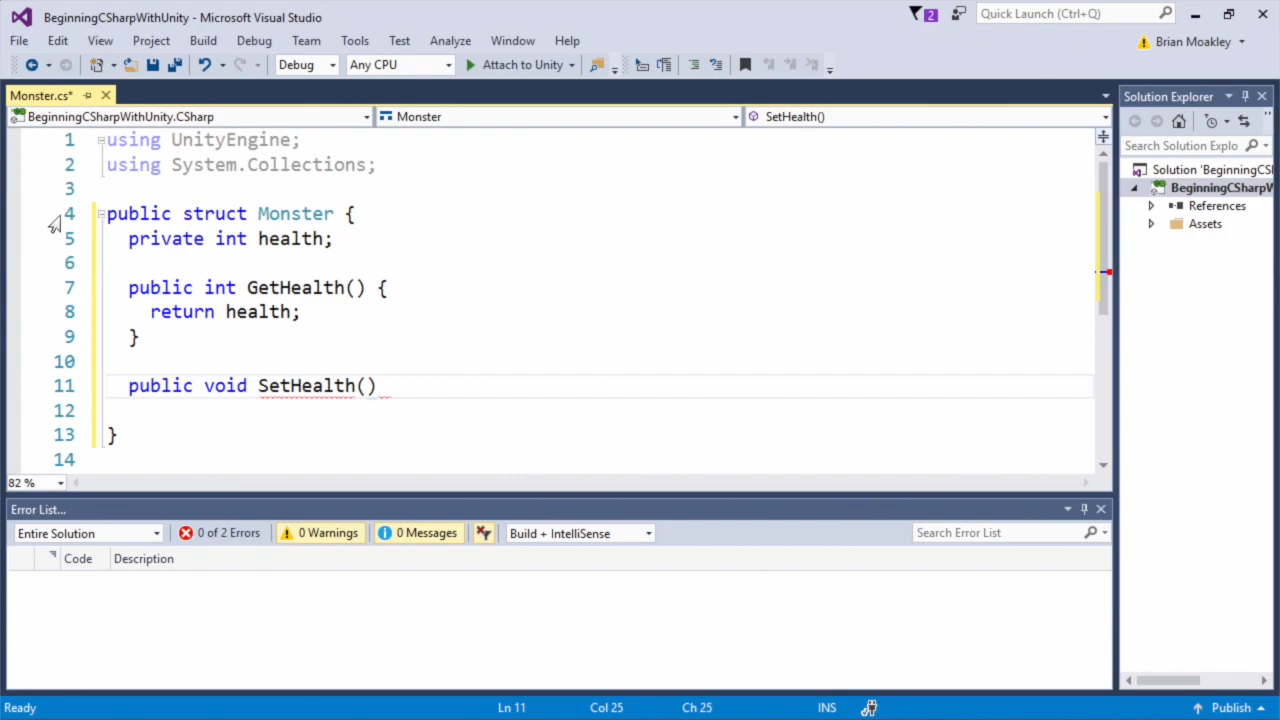 BeginningCSharpWithUnity - Microsoft Visual Studio
2
Quick Launch (Ctrl+Q)
File Edit View Project Build Debug Team Tools Test Analyze Window Help
Brian Moakley
Debug Any CPU Attach to Unity
Monster.cs*
BeginningCSharpWithUnity.CSharp Monster SetHealth()
1 using UnityEngine;
2 using System.Collections;
3
4 public struct Monster {
5 private int health;
6
7 public int GetHealth() {
8 return health;
9 }
10
11 public void SetHealth()
12
13 }
14
82 %
Solution Explorer
Search Solution Explo
Solution 'BeginningCS
BeginningCSharpW
References
Assets
Error List...
Entire Solution 0 of 2 Errors 0 Warnings 0 Messages Build + IntelliSense Search Error List
Code Description
Ready Ln 11 Col 25 Ch 25 INS Publish